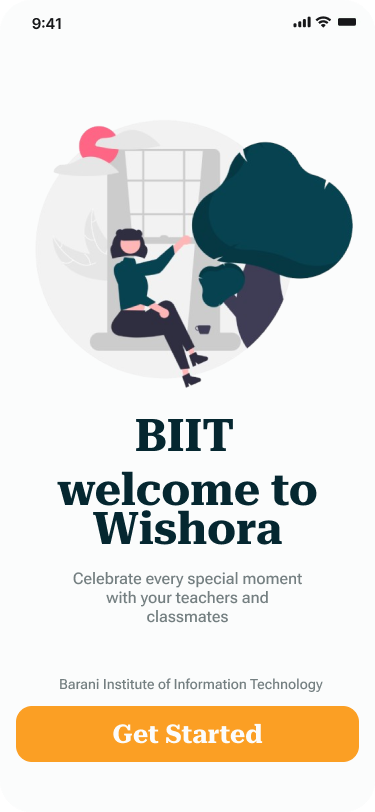 9:41
BIIT
welcome to
Wishora
Celebrate every special moment
with your teachers and
classmates
Barani Institute of Information Technology
Get Started